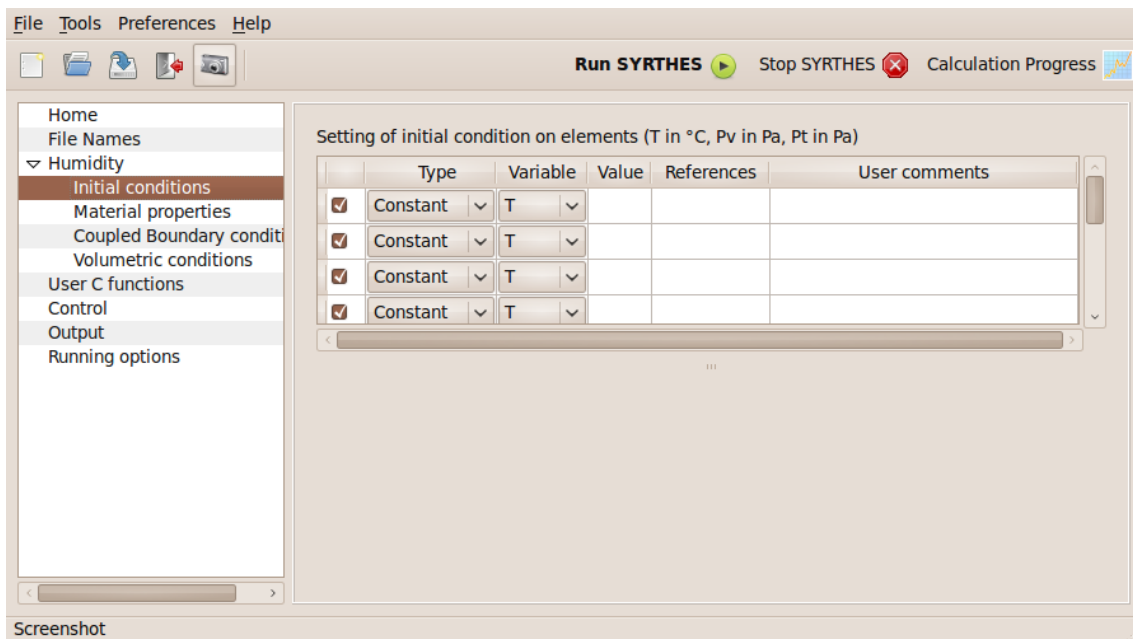 File Tools Preferences Help
Run SYRTHES Stop SYRTHES Calculation Progress
Home
File Names
Humidity
Initial conditions
Material properties
Coupled Boundary conditi
Volumetric conditions
User C functions
Control
Output
Running options
Setting of initial condition on elements (T in °C, Pv in Pa, Pt in Pa)
Type Variable Value References User comments
Constant T
Constant T
Constant T
Constant T
Screenshot